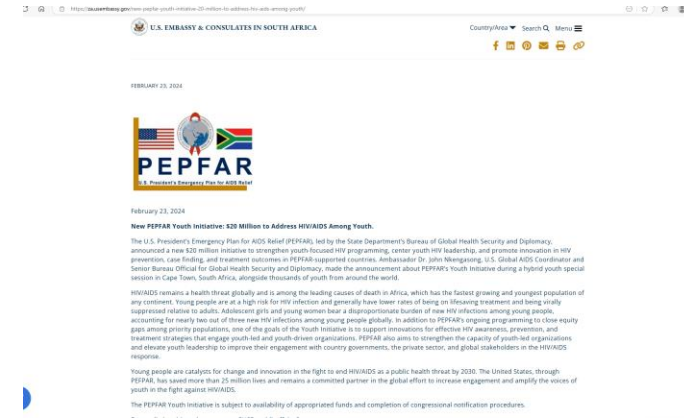 https://za.usembassy.gov/new-pepfar-youth-initiative-20-million-to-address-hiv-aids-among-youth/
U.S. EMBASSY & CONSULATES IN SOUTH AFRICA
Country/Area Search Menu
FEBRUARY 23, 2024
PEPFAR
U.S. President's Emergency Plan for AIDS Relief
February 23, 2024
New PEPFAR Youth Initiative: $20 Million to Address HIV/AIDS Among Youth.
The U.S. President's Emergency Plan for AIDS Relief (PEPFAR), led by the State Department's Bureau of Global Health Security and Diplomacy,
announced a new $20 million initiative to strengthen youth-focused HIV programming, center youth HIV leadership, and promote innovation in HIV
prevention, case finding, and treatment outcomes in PEPFAR-supported countries. Ambassador Dr. John Nkengasong, U.S. Global AIDS Coordinator and
Senior Bureau Official for Global Health Security and Diplomacy, made the announcement about PEPFAR's Youth Initiative during a hybrid youth special
session in Cape Town, South Africa, alongside thousands of youth from around the world.
HIV/AIDS remains a health threat globally and is among the leading causes of death in Africa, which has the fastest growing and youngest population of
any continent. Young people are at a high risk for HIV infection and generally have lower rates of being on lifesaving treatment and being virally
suppressed relative to adults. Adolescent girls and young women bear a disproportionate burden of new HIV infections among young people,
accounting for nearly two out of three new HIV infections among young people globally. In addition to PEPFAR's ongoing programming to close equity
gaps among priority populations, one of the goals of the Youth Initiative is to support innovations for effective HIV awareness, prevention, and
treatment strategies that engage youth-led and youth-driven organizations. PEPFAR also aims to strengthen the capacity of youth-led organizations
and elevate youth leadership to improve their engagement with country governments, the private sector, and global stakeholders in the HIV/AIDS
response.
Young people are catalysts for change and innovation in the fight to end HIV/AIDS as a public health threat by 2030. The United States, through
PEPFAR, has saved more than 25 million lives and remains a committed partner in the global effort to increase engagement and amplify the voices of
youth in the fight against HIV/AIDS.
The PEPFAR Youth Initiative is subject to availability of appropriated funds and completion of congressional notification procedures.